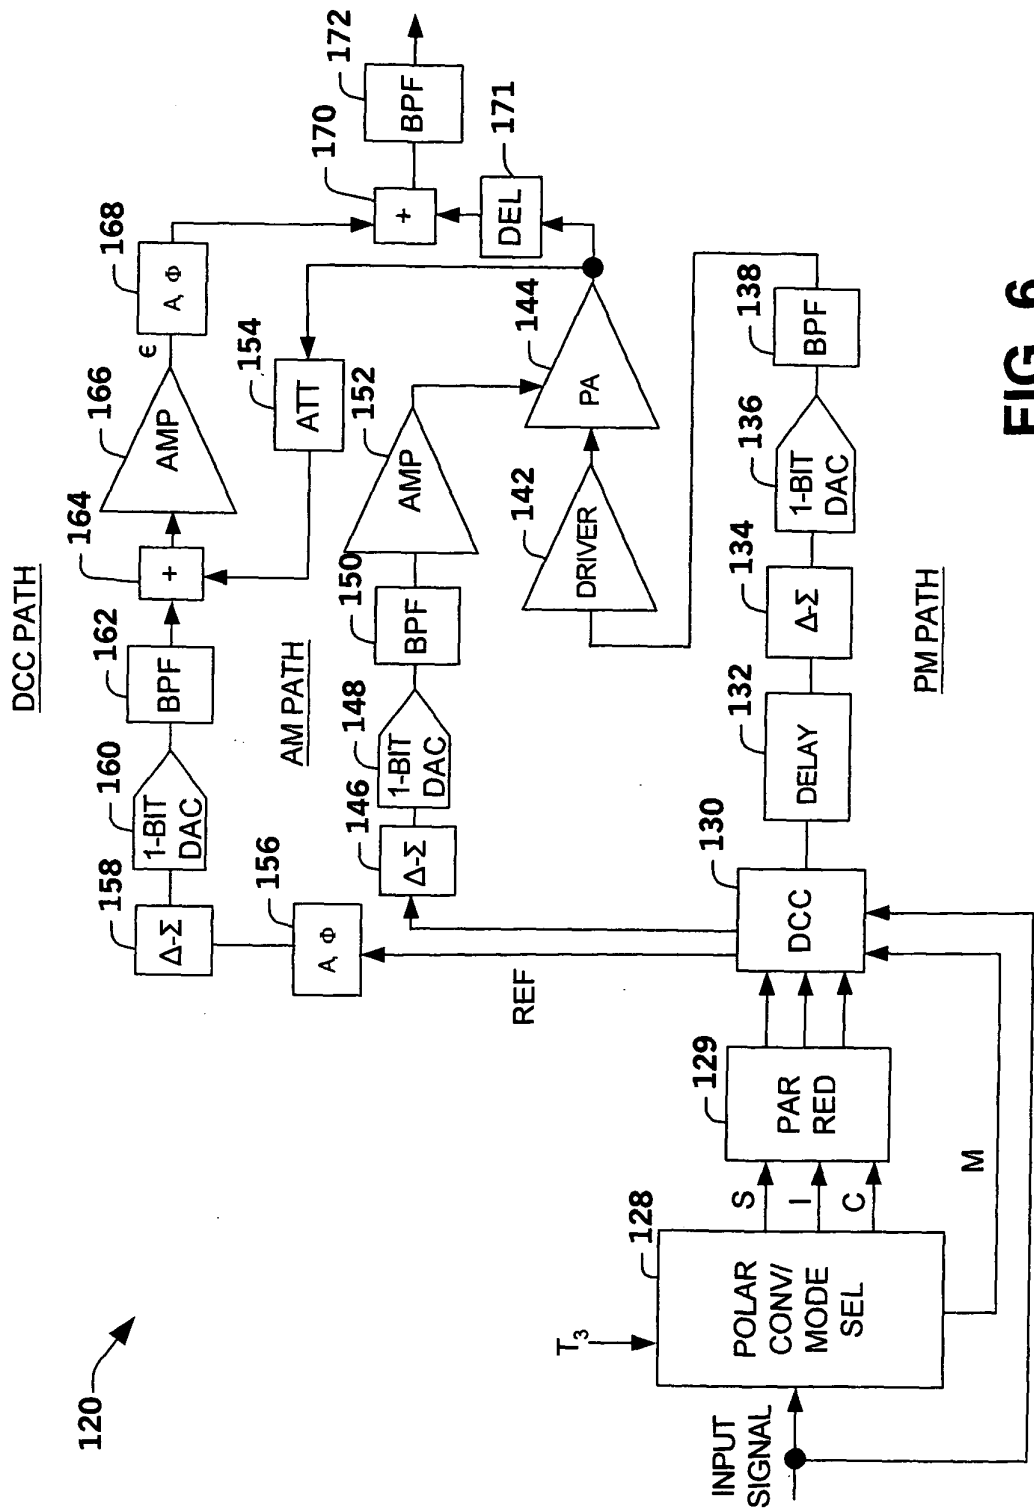 120
INPUT
SIGNAL
T3
128
POLAR
CONV/
MODE
SEL
S
I
C
M
129
PAR
RED
130
DCC
REF
DCC PATH
156
A, Φ
158
Δ-Σ
160
1-BIT
DAC
162
BPF
164
+
166
AMP
ϵ
168
A, Φ
170
+
172
BPF
171
DEL
154
ATT
AM PATH
146
Δ-Σ
148
1-BIT
DAC
150
BPF
152
AMP
142
DRIVER
144
PA
PM PATH
132
DELAY
134
Δ-Σ
136
1-BIT
DAC
138
BPF
FIG. 6